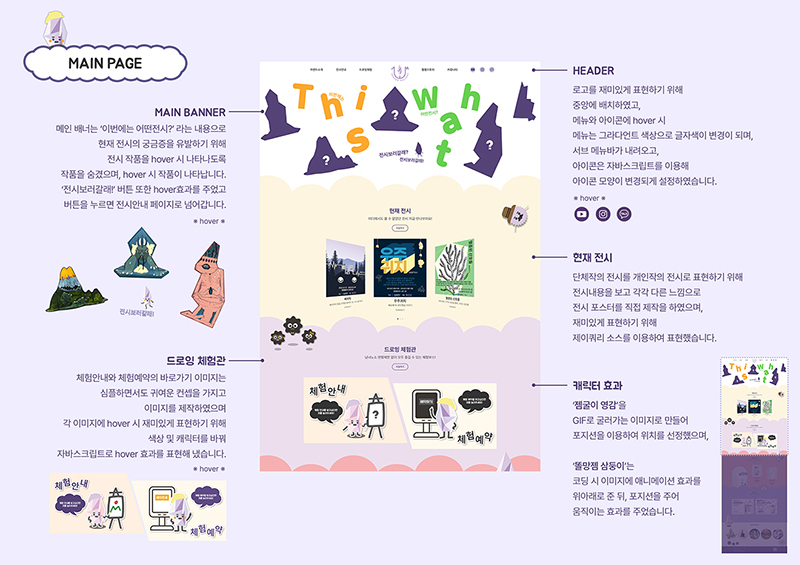 MAIN PAGE
MAIN BANNER
메인 배너는 '이번에는 어떤전시?' 라는 내용으로
현재 전시의 궁금증을 유발하기 위해
전시 작품을 hover 시 나타나도록
작품을 숨겼으며, hover 시 작품이 나타납니다.
'전시보러갈래?' 버튼 또한 hover효과를 주었고
버튼을 누르면 전시안내 페이지로 넘어갑니다.
* hover *
전시보러갈래?
드로잉 체험관
체험안내와 체험예약의 바로가기 이미지는
심플하면서도 귀여운 컨셉을 가지고
이미지를 제작하였으며
각 이미지에 hover 시 재미있게 표현하기 위해
색상 및 캐릭터를 바꿔
자바스크립트로 hover 효과를 표현해 냈습니다.
* hover *
체험안내
체험예약
This what
전시보러갈래?
전시보러갈래!
현재 전시
우주쓰레기
드로잉 체험관
체험안내
?
체험예약
HEADER
로고를 재미있게 표현하기 위해
중앙에 배치하였고,
메뉴와 아이콘에 hover 시
메뉴는 그라디언트 색상으로 글자색이 변경이 되며,
서브 메뉴바가 내려오고,
아이콘은 자바스크립트를 이용해
아이콘 모양이 변경되게 설정하였습니다.
* hover *
현재 전시
단체작의 전시를 개인작의 전시로 표현하기 위해
전시내용을 보고 각각 다른 느낌으로
전시 포스터를 직접 제작을 하였으며,
재미있게 표현하기 위해
제이쿼리 소스를 이용하여 표현했습니다.
캐릭터 효과
'젬굴이 영감'을
GIF로 굴러가는 이미지로 만들어
포지션을 이용하여 위치를 선정했으며,
'똘망젬 삼둥이'는
코딩 시 이미지에 애니메이션 효과를
위아래로 준 뒤, 포지션을 주어
움직이는 효과를 주었습니다.